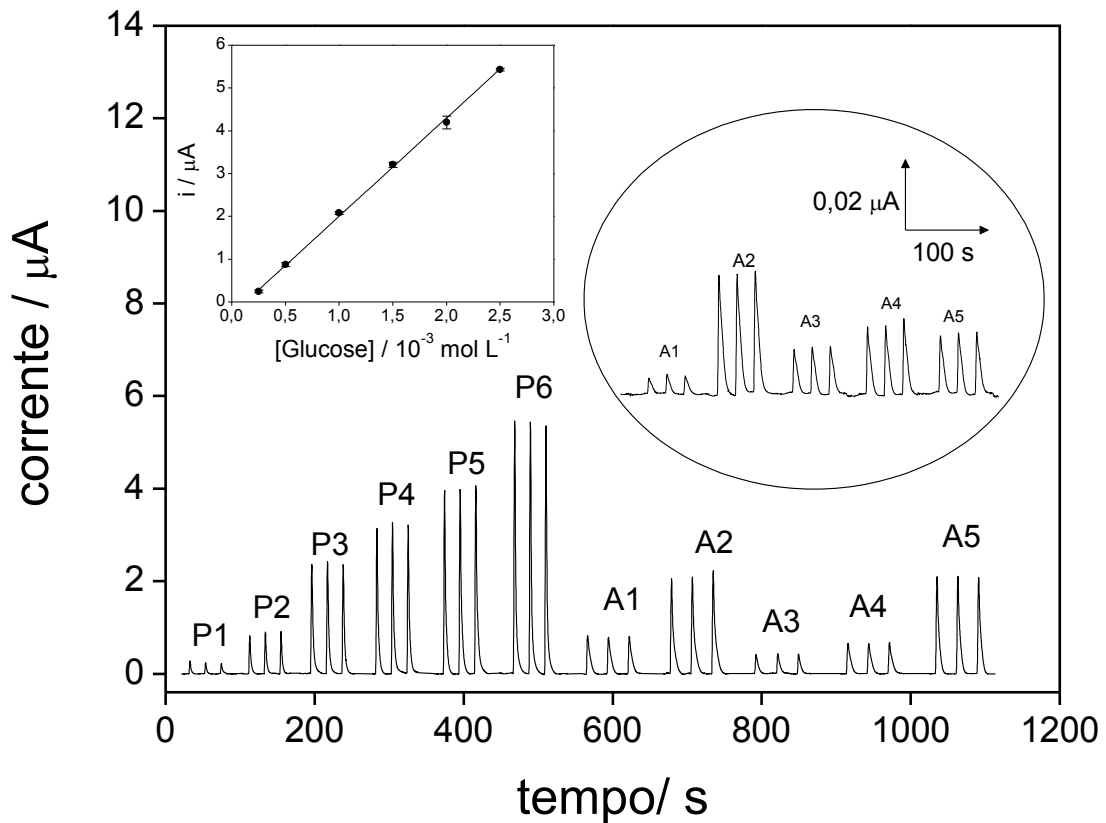 14
12
10
8
6
4
2
0
corrente / μA
0
200
400
600
800
1000
1200
tempo/ s
6
5
4
3
2
1
0
i / μA
0,0
0,5
1,0
1,5
2,0
2,5
3,0
[Glucose] / 10⁻³ mol L⁻¹
0,02 μA
100 s
A1
A2
A3
A4
A5
P1
P2
P3
P4
P5
P6
A1
A2
A3
A4
A5